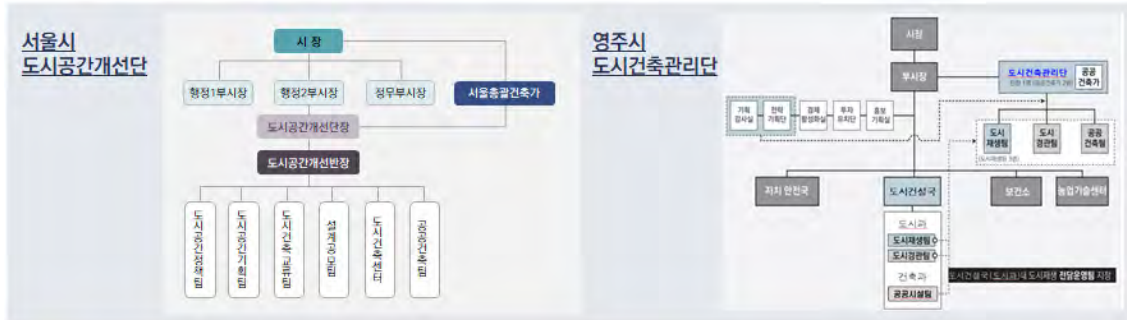 서울시
도시공간개선단
시 장
행정1부시장
행정2부시장
정무부시장
서울총괄건축가
도시공간개선단장
도시공간개선반장
도시공간정책팀
도시공간기획팀
도시건축교류팀
설계공모팀
도시건축센터
공공건축팀
영주시
도시건축관리단
시장
부시장
도시건축관리단
공공
건축가
기획
감사실
전략
기획단
경제
활성화실
투자
유치단
홍보
기획실
도시
재생팀
도시
경관팀
공공
건축팀
자치 안전국
도시건설국
보건소
농업기술센터
도시과
도시재생팀
도시경관팀
건축과
공공시설팀
도시건설국(도시과)내 도시재생 전담운영팀 지정